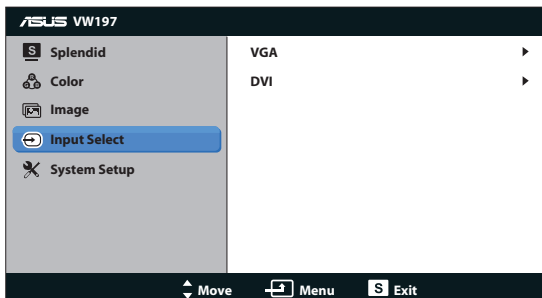 ASUS VW197
S Splendid
Color
Image
Input Select
System Setup
VGA
DVI
Move Menu S Exit